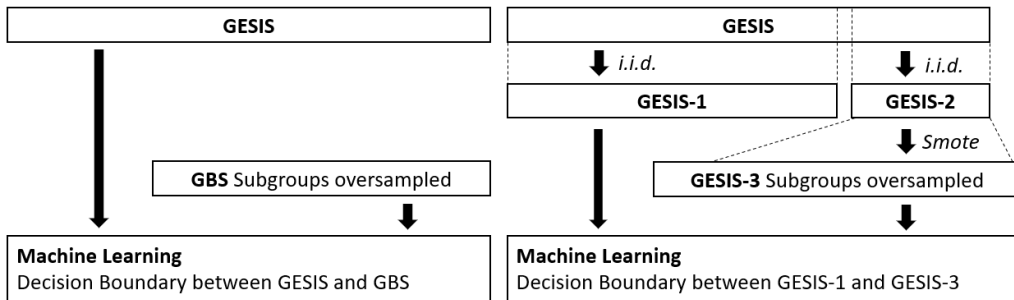 GESIS
GBS Subgroups oversampled
Machine Learning
Decision Boundary between GESIS and GBS
GESIS
i.i.d.
i.i.d.
GESIS-1
GESIS-2
Smote
GESIS-3 Subgroups oversampled
Machine Learning
Decision Boundary between GESIS-1 and GESIS-3